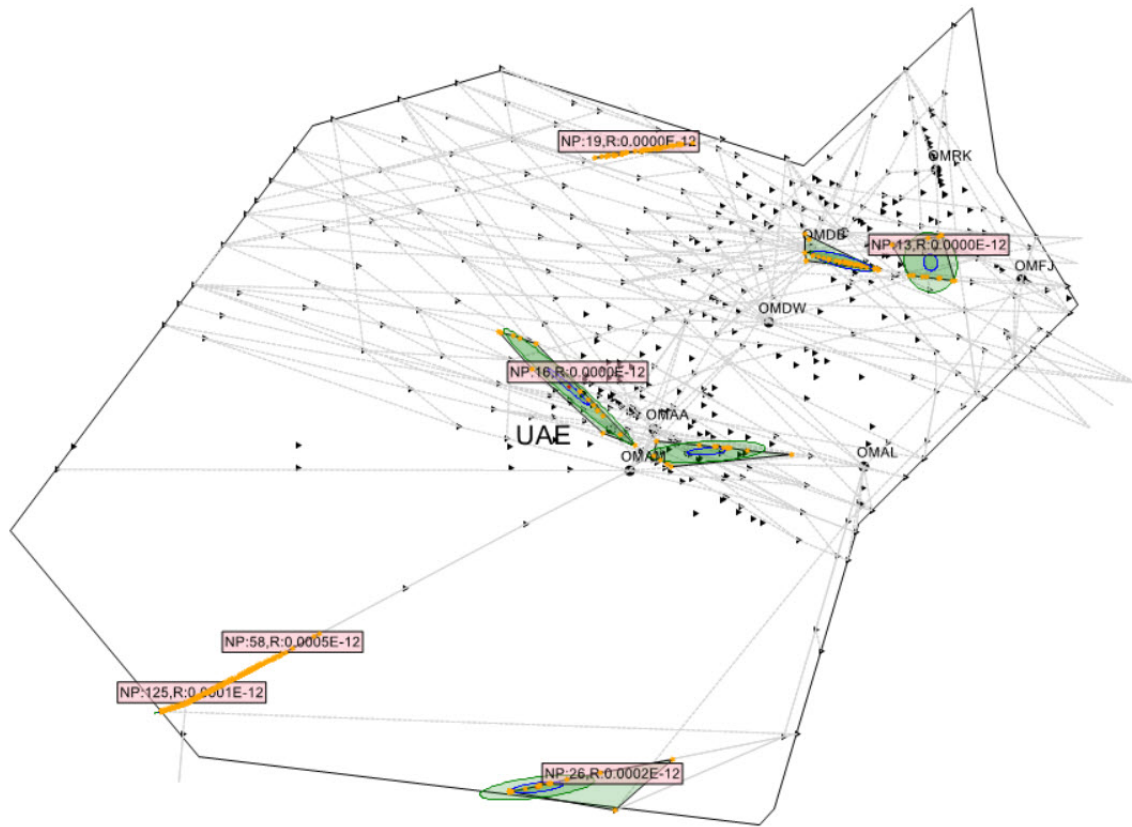 NP:19,R:0.0000E-12
OMRK
OMDB
NP:13,R:0.0000E-12
OMFJ
OMDW
NP:16,R:0.0000E-12
OMAA
UAE
OMAM
OMAL
NP:58,R:0.0005E-12
NP:125,R:0.0001E-12
NP:26,R:0.0002E-12